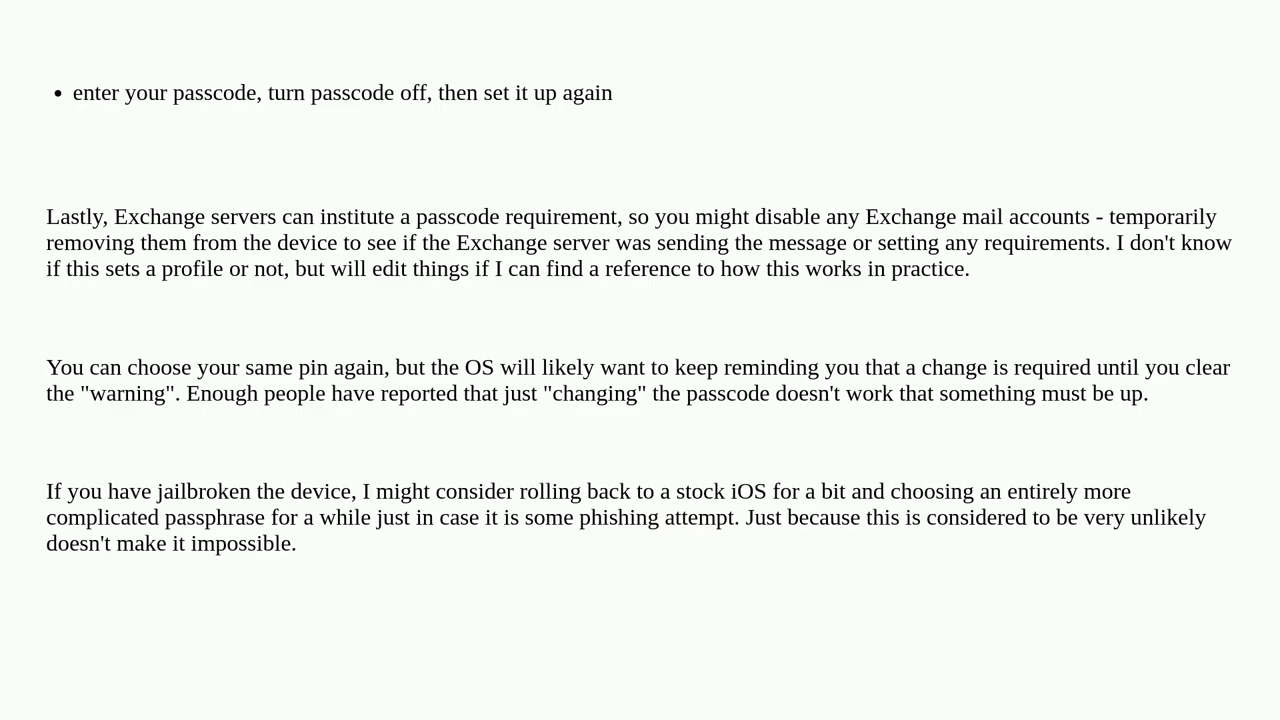 • enter your passcode, turn passcode off, then set it up again
Lastly, Exchange servers can institute a passcode requirement, so you might disable any Exchange mail accounts - temporarily
removing them from the device to see if the Exchange server was sending the message or setting any requirements. I don't know
if this sets a profile or not, but will edit things if I can find a reference to how this works in practice.
You can choose your same pin again, but the OS will likely want to keep reminding you that a change is required until you clear
the "warning". Enough people have reported that just "changing" the passcode doesn't work that something must be up.
If you have jailbroken the device, I might consider rolling back to a stock iOS for a bit and choosing an entirely more
complicated passphrase for a while just in case it is some phishing attempt. Just because this is considered to be very unlikely
doesn't make it impossible.